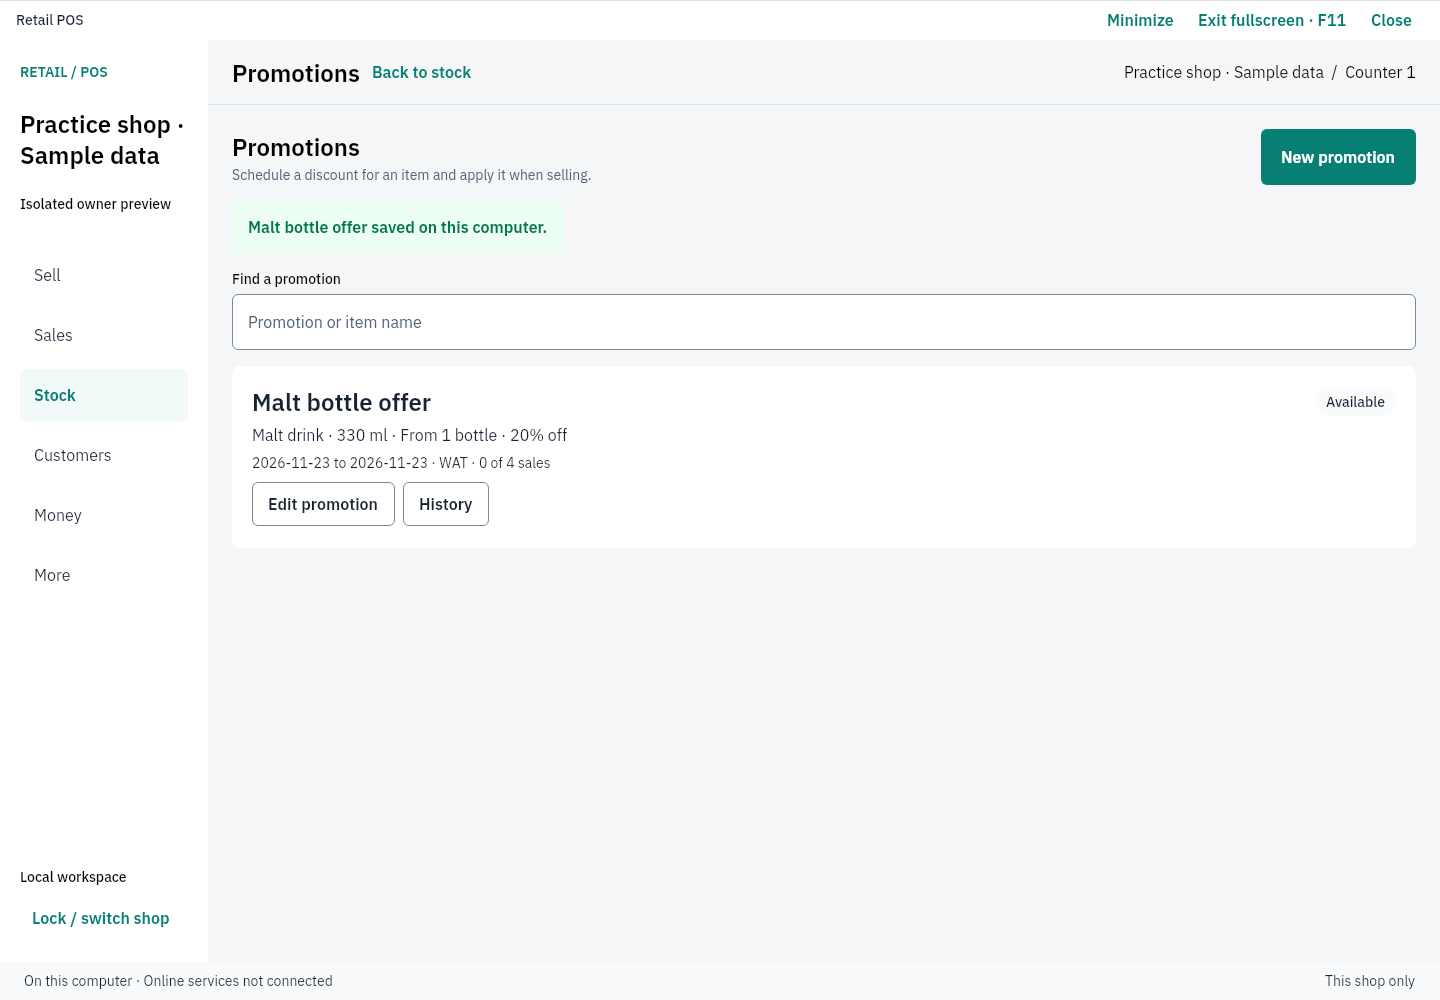 Retail POS
Minimize
Exit fullscreen · F11
Close
RETAIL / POS
Practice shop ·
Sample data
Isolated owner preview
Sell
Sales
Stock
Customers
Money
More
Local workspace
Lock / switch shop
Promotions
Back to stock
Practice shop · Sample data / Counter 1
Promotions
Schedule a discount for an item and apply it when selling.
New promotion
Malt bottle offer saved on this computer.
Find a promotion
Promotion or item name
Malt bottle offer
Available
Malt drink · 330 ml · From 1 bottle · 20% off
2026-11-23 to 2026-11-23 · WAT · 0 of 4 sales
Edit promotion
History
On this computer · Online services not connected
This shop only